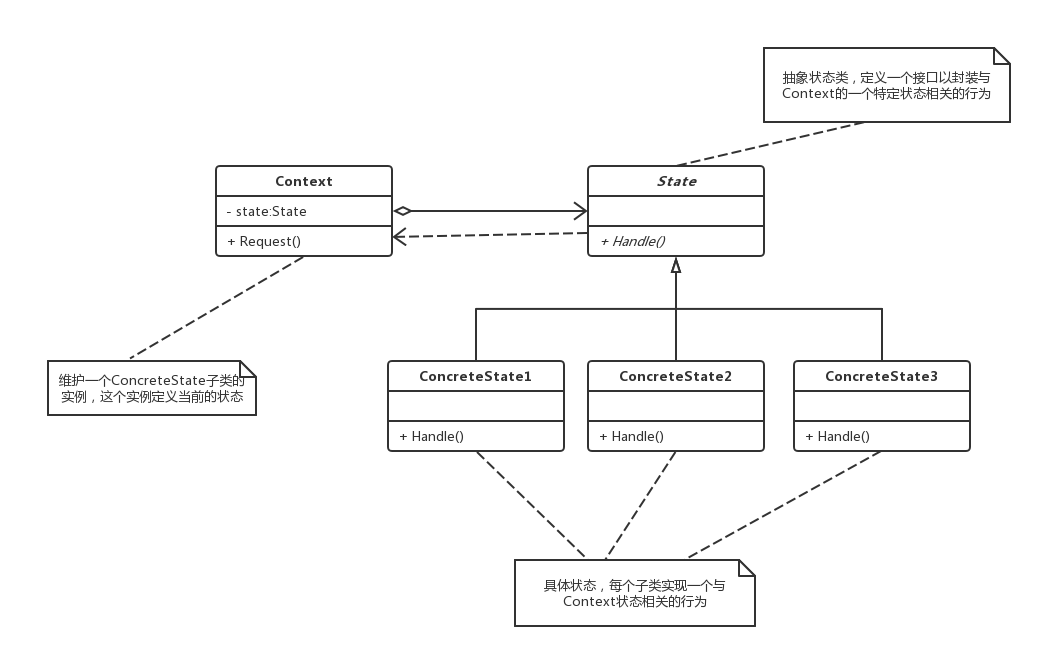 抽象状态类，定义一个接口以封装与
Context的一个特定状态相关的行为
Context
- state:State
+ Request()
State
+ Handle()
维护一个ConcreteState子类的
实例，这个实例定义当前的状态
ConcreteState1
+ Handle()
ConcreteState2
+ Handle()
ConcreteState3
+ Handle()
具体状态，每个子类实现一个与
Context状态相关的行为